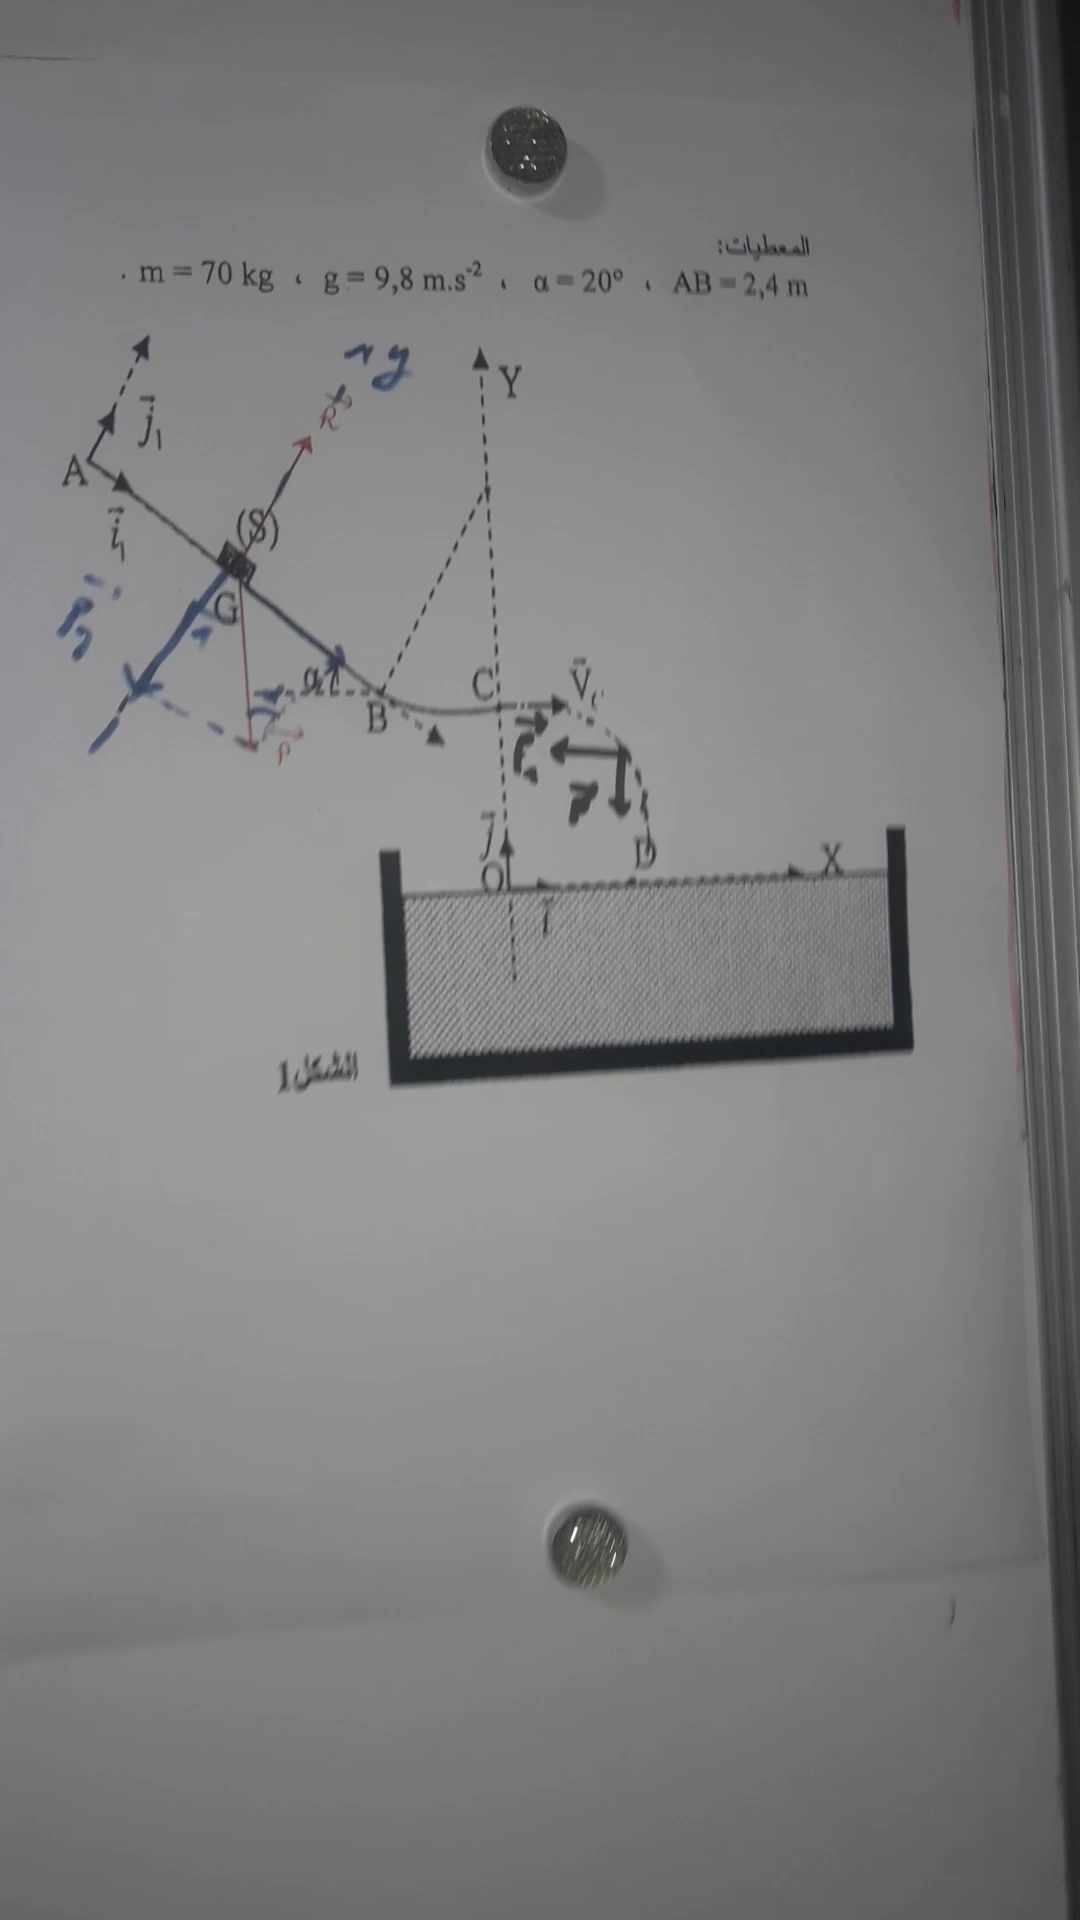 المعطيات:
. m = 70 kg ، g = 9,8 m.s⁻² ، α = 20° ، AB = 2,4 m
y
Y
R
j₁
A
(S)
i₁
P y
G
α
C
V C
B
P
f
P
j
D
X
O
i
الشكل 1